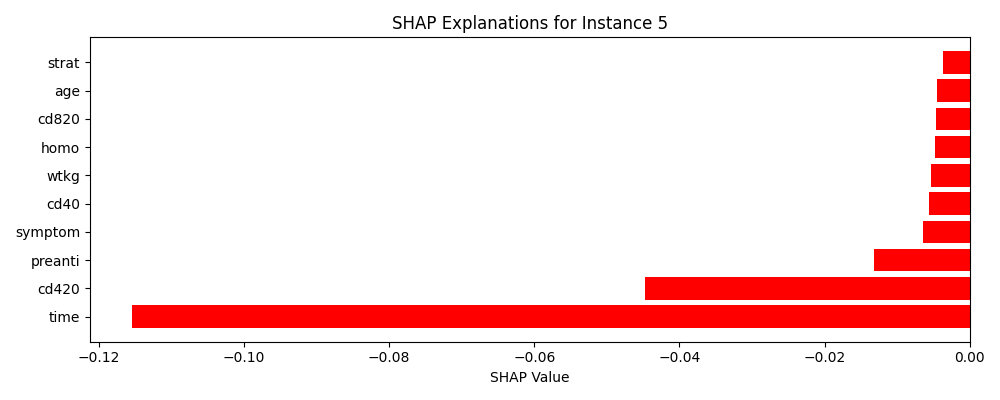 SHAP Explanations for Instance 5
strat
age
cd820
homo
wtkg
cd40
symptom
preanti
cd420
time
−0.12 −0.10 −0.08 −0.06 −0.04 −0.02 0.00
SHAP Value